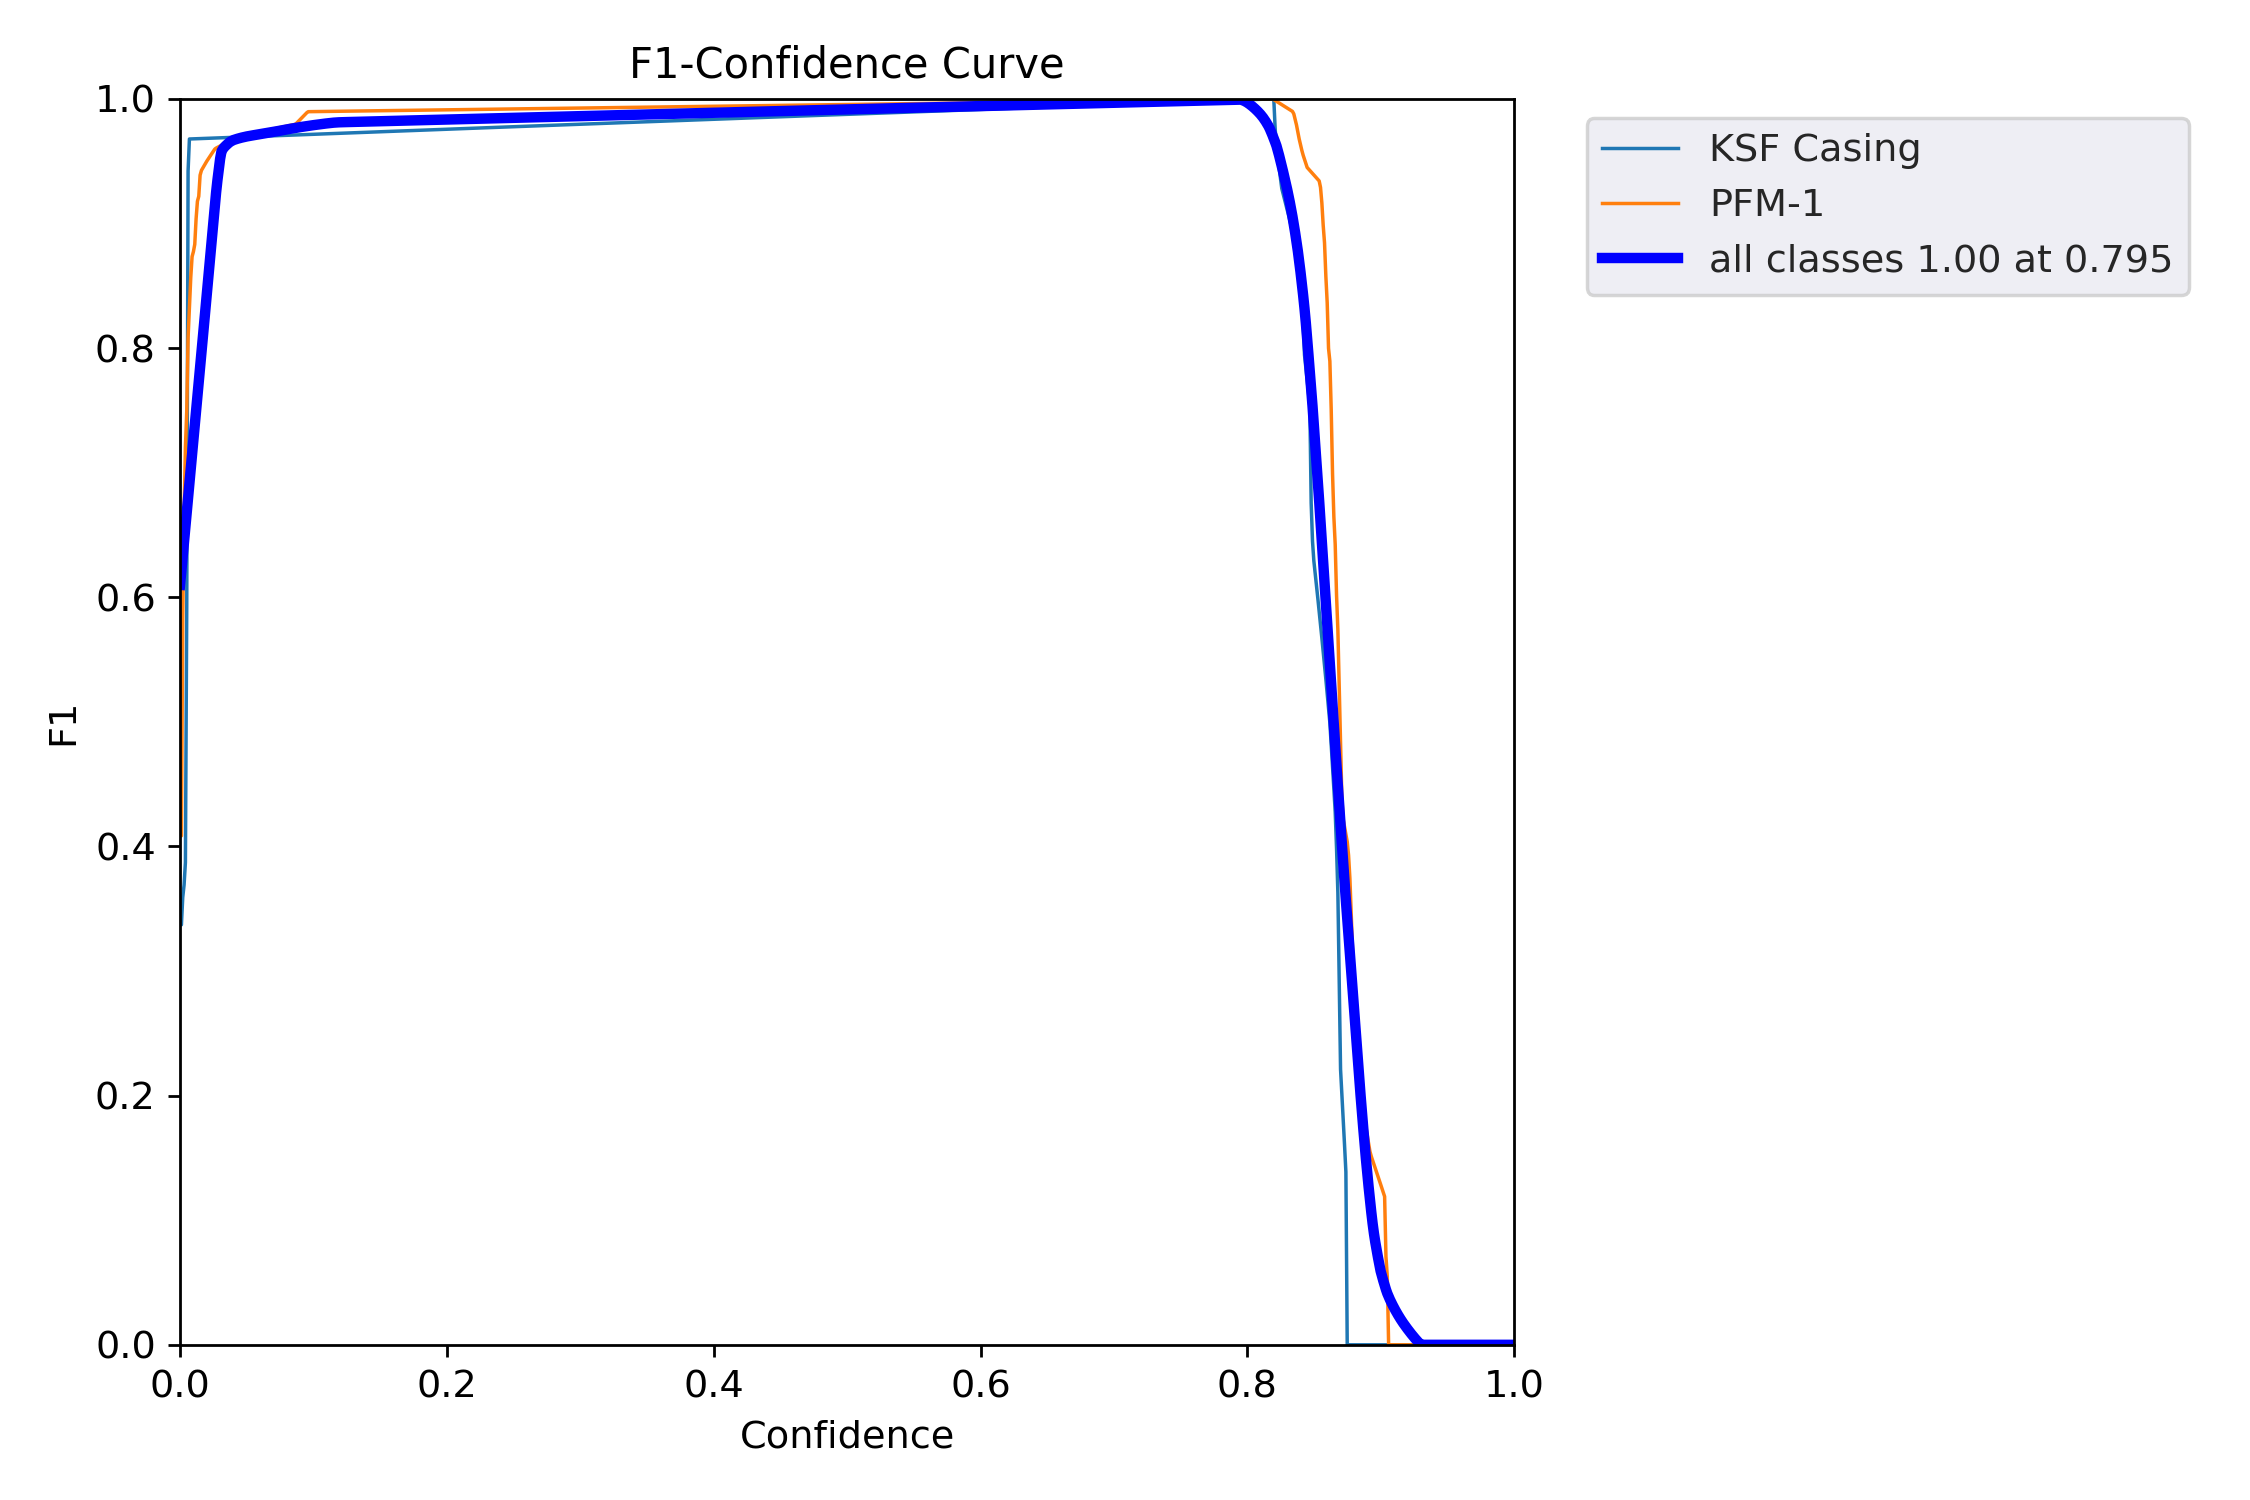 F1-Confidence Curve
1.0
0.8
0.6
0.4
0.2
0.0
F1
0.0 0.2 0.4 0.6 0.8 1.0
Confidence
KSF Casing
PFM-1
all classes 1.00 at 0.795